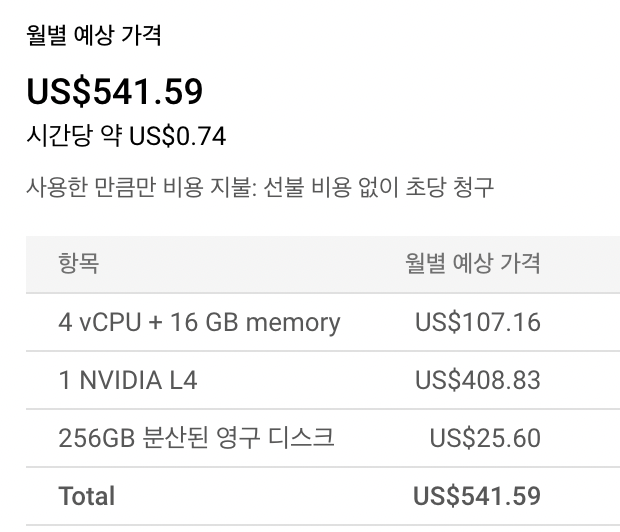 월별 예상 가격
US$541.59
시간당 약 US$0.74
사용한 만큼만 비용 지불: 선불 비용 없이 초당 청구
항목 월별 예상 가격
4 vCPU + 16 GB memory US$107.16
1 NVIDIA L4 US$408.83
256GB 분산된 영구 디스크 US$25.60
Total US$541.59